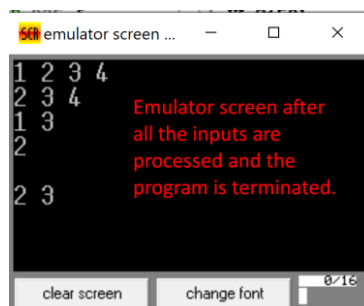 SCR emulator screen ...
1 2 3 4
2 3 4
1 3
2
2 3
Emulator screen after
all the inputs are
processed and the
program is terminated.
clear screen
change font
0/16